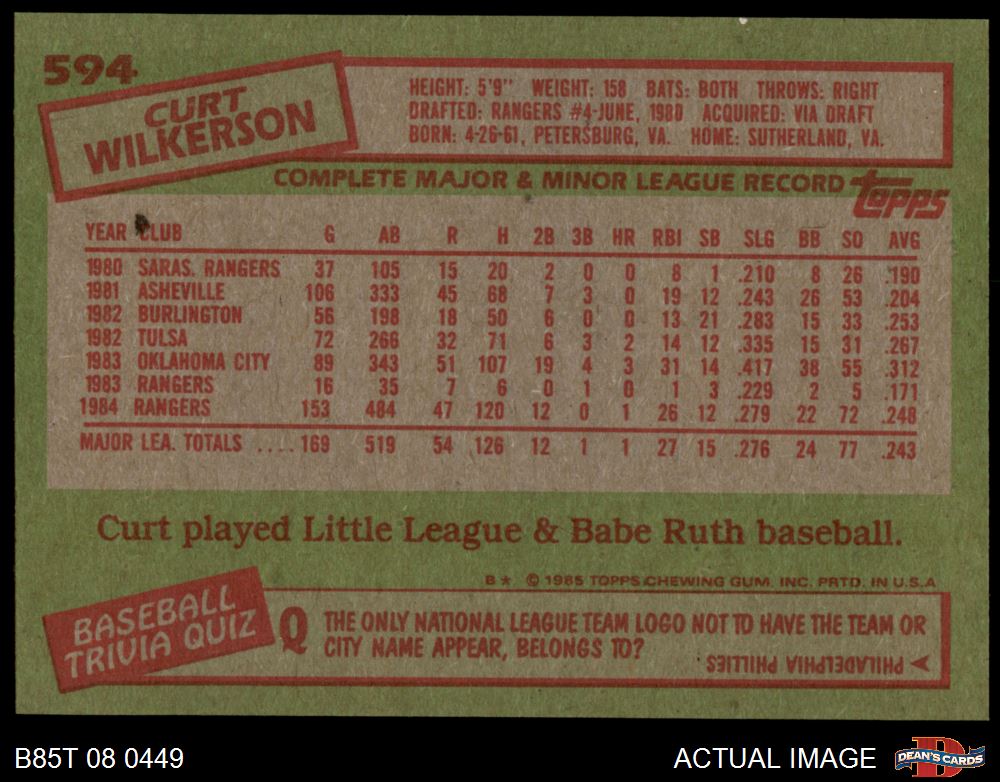 594
CURT
WILKERSON
HEIGHT: 5'9" WEIGHT: 158 BATS: BOTH THROWS: RIGHT
DRAFTED: RANGERS #4-JUNE, 1980 ACQUIRED: VIA DRAFT
BORN: 4-26-61, PETERSBURG, VA. HOME: SUTHERLAND, VA.
COMPLETE MAJOR & MINOR LEAGUE RECORD topps
YEAR CLUB G AB R H 2B 3B HR RBI SB SLG BB SO AVG
1980 SARAS. RANGERS 37 105 15 20 2 0 0 8 1 .210 8 26 .190
1981 ASHEVILLE 106 333 45 68 7 3 0 19 12 .243 26 53 .204
1982 BURLINGTON 56 198 18 50 6 0 0 13 21 .283 15 33 .253
1982 TULSA 72 266 32 71 6 3 2 14 12 .335 15 31 .267
1983 OKLAHOMA CITY 89 343 51 107 19 4 3 31 14 .417 38 55 .312
1983 RANGERS 16 35 7 6 0 1 0 1 3 .229 2 5 .171
1984 RANGERS 153 484 47 120 12 0 1 26 12 .279 22 72 .248
MAJOR LEA. TOTALS .... 169 519 54 126 12 1 1 27 15 .276 24 77 .243
Curt played Little League & Babe Ruth baseball.
B* © 1985 TOPPS CHEWING GUM, INC. PRTD. IN U.S.A
BASEBALL
TRIVIA QUIZ
Q THE ONLY NATIONAL LEAGUE TEAM LOGO NOT TO HAVE THE TEAM OR
CITY NAME APPEAR, BELONGS TO?
PHILADELPHIA PHILLIES
B85T 08 0449
ACTUAL IMAGE
D
DEAN'S CARDS